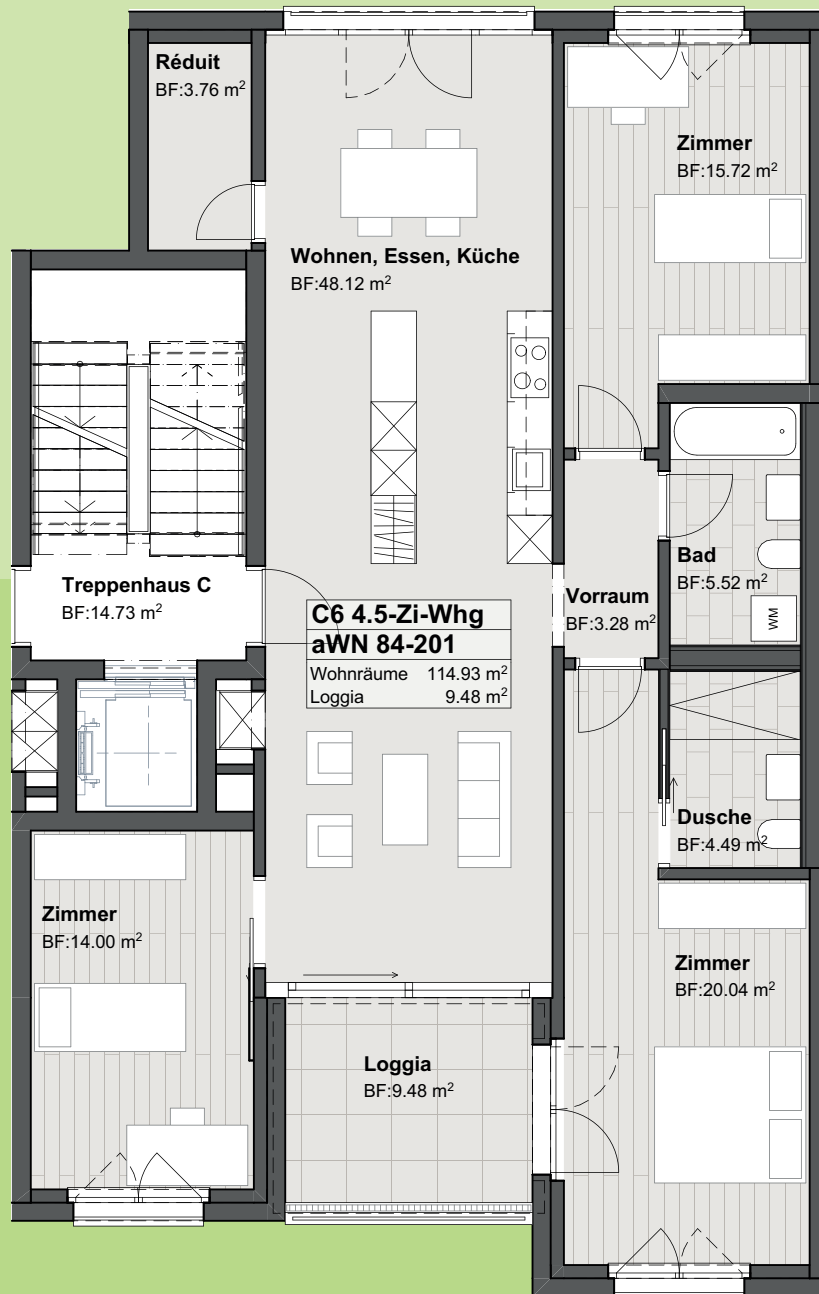 Réduit
BF:3.76 m²
Zimmer
BF:15.72 m²
Wohnen, Essen, Küche
BF:48.12 m²
Treppenhaus C
BF:14.73 m²
Bad
BF:5.52 m²
WM
Vorraum
BF:3.28 m²
C6 4.5-Zi-Whg
aWN 84-201
Wohnräume 114.93 m²
Loggia 9.48 m²
Dusche
BF:4.49 m²
Zimmer
BF:14.00 m²
Zimmer
BF:20.04 m²
Loggia
BF:9.48 m²